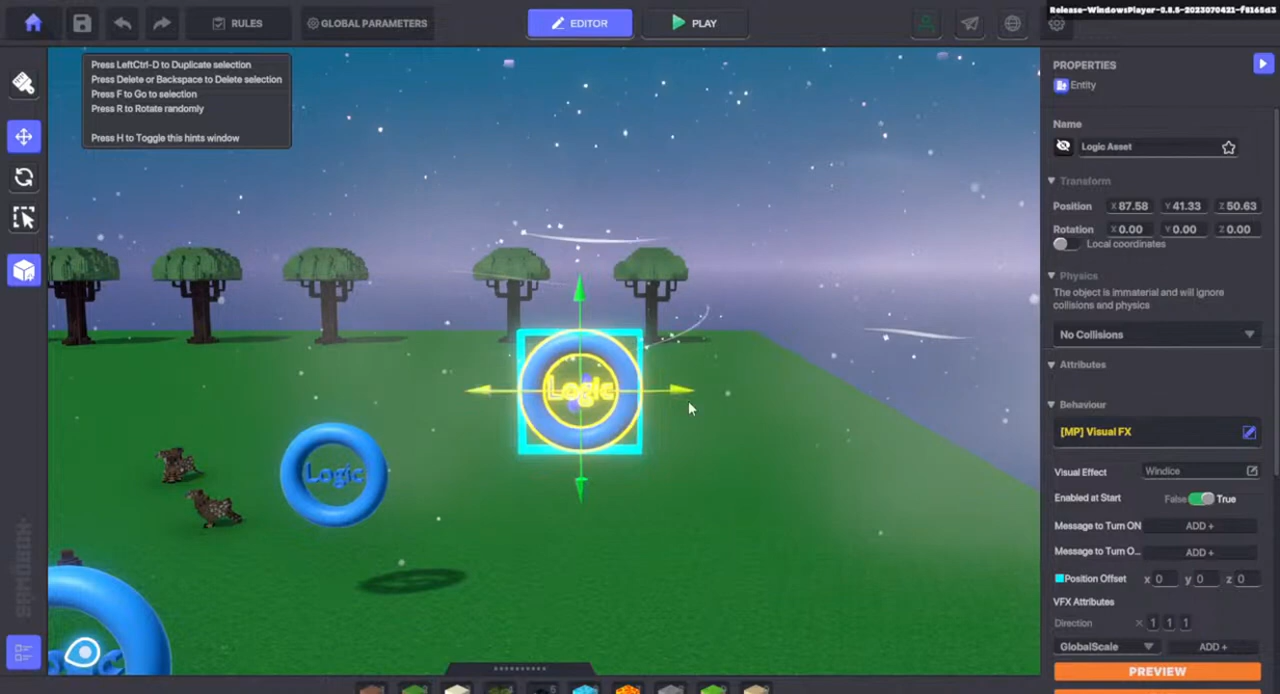 RULES
GLOBAL PARAMETERS
EDITOR
PLAY
Release-WindowsPlayer-0.8.5-2023070421-f8165d3
Press LeftCtrl-D to Duplicate selection
Press Delete or Backspace to Delete selection
Press F to Go to selection
Press R to Rotate randomly
Press H to Toggle this hints window
Logic
Logic
SANDBOX
PROPERTIES
Entity
Name
Logic Asset
Transform
Position X 87.58 Y 41.33 Z 50.63
Rotation X 0.00 Y 0.00 Z 0.00
Local coordinates
Physics
The object is immaterial and will ignore
collisions and physics
No Collisions
Attributes
Behaviour
[MP] Visual FX
Visual Effect Windice
Enabled at Start False True
Message to Turn ON ADD +
Message to Turn O... ADD +
Position Offset x 0 y 0 z 0
VFX Attributes
Direction × 1 1 1
GlobalScale ADD +
PREVIEW